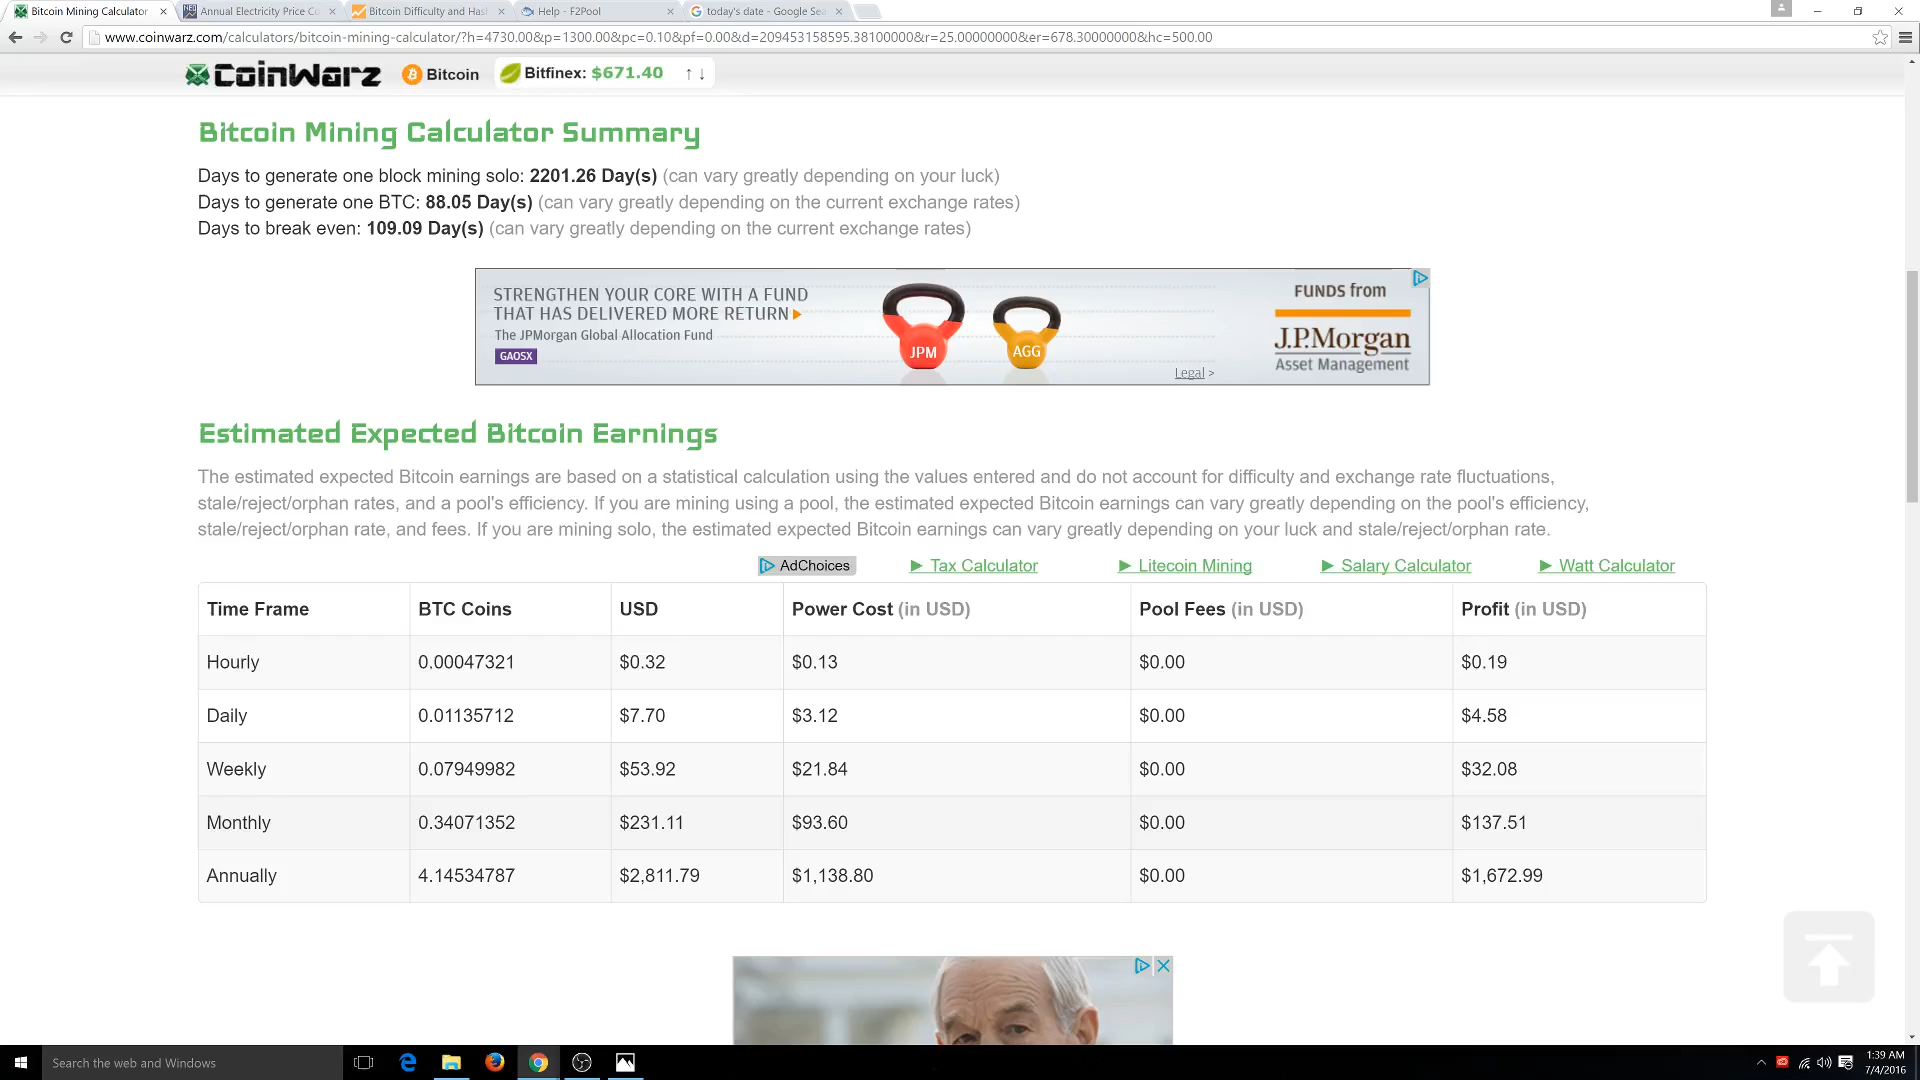 Bitcoin Mining Calculator
Annual Electricity Price Co
Bitcoin Difficulty and Hash
Help - F2Pool
today's date - Google Sea
www.coinwarz.com/calculators/bitcoin-mining-calculator/?h=4730.00&p=1300.00&pc=0.10&pf=0.00&d=209453158595.38100000&r=25.00000000&er=678.30000000&hc=500.00
CoinWarz Bitcoin Bitfinex: $671.40 ↑ ↓
Bitcoin Mining Calculator Summary
Days to generate one block mining solo: 2201.26 Day(s) (can vary greatly depending on your luck)
Days to generate one BTC: 88.05 Day(s) (can vary greatly depending on the current exchange rates)
Days to break even: 109.09 Day(s) (can vary greatly depending on the current exchange rates)
STRENGTHEN YOUR CORE WITH A FUND
THAT HAS DELIVERED MORE RETURN
The JPMorgan Global Allocation Fund
GAOSX
JPM
AGG
Legal >
FUNDS from
J.P.Morgan
Asset Management
Estimated Expected Bitcoin Earnings
The estimated expected Bitcoin earnings are based on a statistical calculation using the values entered and do not account for difficulty and exchange rate fluctuations,
stale/reject/orphan rates, and a pool's efficiency. If you are mining using a pool, the estimated expected Bitcoin earnings can vary greatly depending on the pool's efficiency,
stale/reject/orphan rate, and fees. If you are mining solo, the estimated expected Bitcoin earnings can vary greatly depending on your luck and stale/reject/orphan rate.
AdChoices ► Tax Calculator ► Litecoin Mining ► Salary Calculator ► Watt Calculator
Time Frame BTC Coins USD Power Cost (in USD) Pool Fees (in USD) Profit (in USD)
Hourly 0.00047321 $0.32 $0.13 $0.00 $0.19
Daily 0.01135712 $7.70 $3.12 $0.00 $4.58
Weekly 0.07949982 $53.92 $21.84 $0.00 $32.08
Monthly 0.34071352 $231.11 $93.60 $0.00 $137.51
Annually 4.14534787 $2,811.79 $1,138.80 $0.00 $1,672.99
Search the web and Windows
1:39 AM
7/4/2016